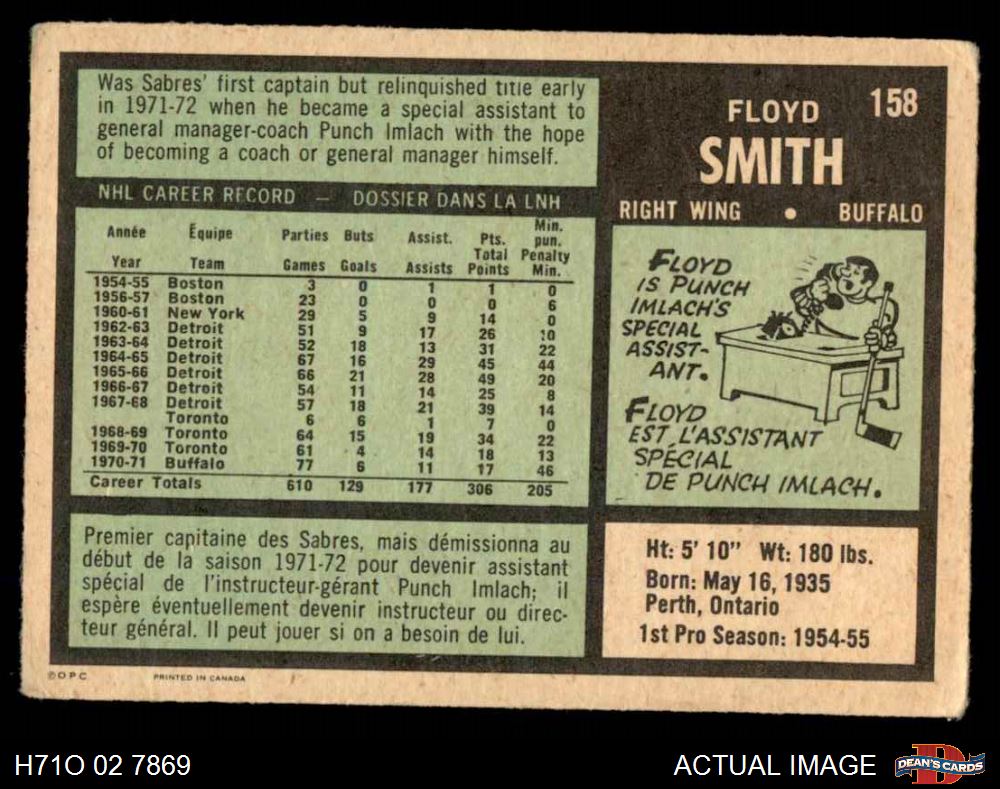 Was Sabres' first captain but relinquished title early
in 1971-72 when he became a special assistant to
general manager-coach Punch Imlach with the hope
of becoming a coach or general manager himself.
NHL CAREER RECORD — DOSSIER DANS LA LNH
Année Équipe Parties Buts Assist. Pts. Min. pun.
Year Team Games Goals Assists Total Points Penalty Min.
1954-55 Boston 3 0 1 1 0
1956-57 Boston 23 0 0 0 6
1960-61 New York 29 5 9 14 0
1962-63 Detroit 51 9 17 26 10
1963-64 Detroit 52 18 13 31 22
1964-65 Detroit 67 16 29 45 44
1965-66 Detroit 66 21 28 49 20
1966-67 Detroit 54 11 14 25 8
1967-68 Detroit 57 18 21 39 14
Toronto 6 6 1 7 0
1968-69 Toronto 64 15 19 34 22
1969-70 Toronto 61 4 14 18 13
1970-71 Buffalo 77 6 11 17 46
Career Totals 610 129 177 306 205
Premier capitaine des Sabres, mais démissionna au
début de la saison 1971-72 pour devenir assistant
spécial de l'instructeur-gérant Punch Imlach; il
espère éventuellement devenir instructeur ou direc-
teur général. Il peut jouer si on a besoin de lui.
©OPC PRINTED IN CANADA
158
FLOYD
SMITH
RIGHT WING • BUFFALO
FLOYD
IS PUNCH
IMLACH'S
SPECIAL
ASSIST-
ANT.
FLOYD
EST L'ASSISTANT
SPÉCIAL
DE PUNCH IMLACH.
Ht: 5' 10" Wt: 180 lbs.
Born: May 16, 1935
Perth, Ontario
1st Pro Season: 1954-55
H71O 02 7869
ACTUAL IMAGE
D
DEAN'S CARDS